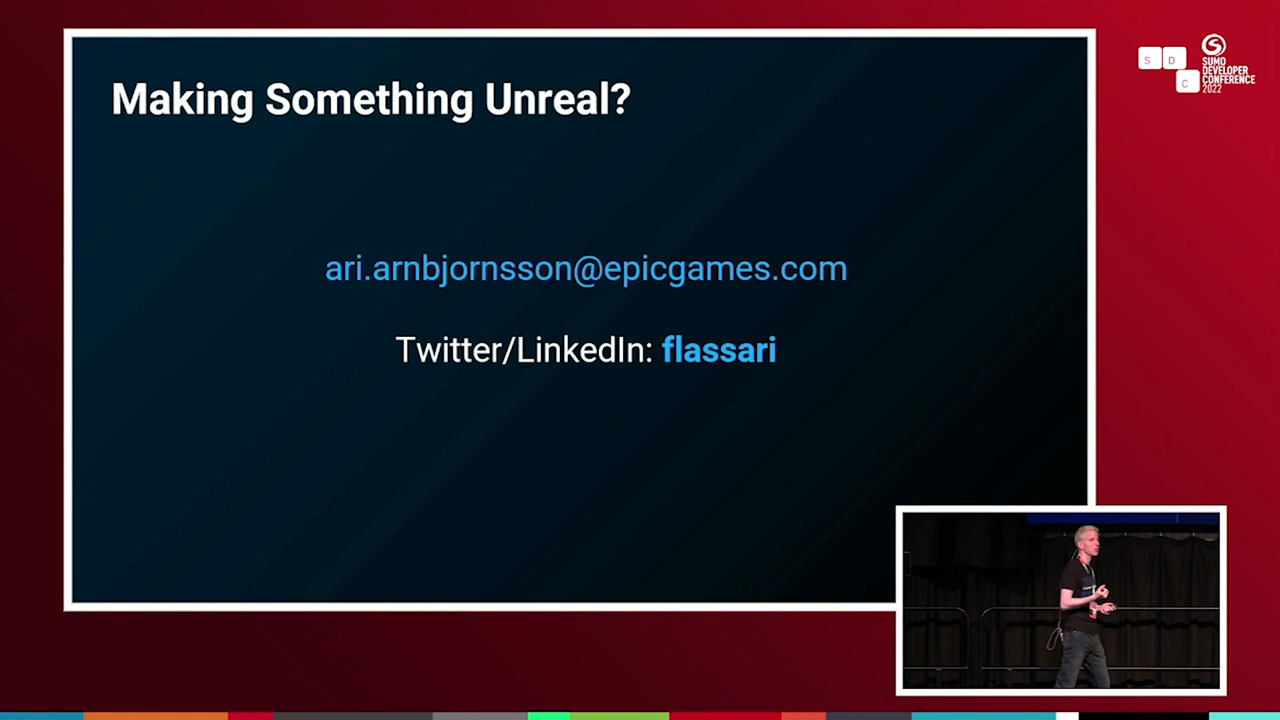 Making Something Unreal?
ari.arnbjornsson@epicgames.com
Twitter/LinkedIn: flassari
S D
C
SUMO
DEVELOPER
CONFERENCE
2022